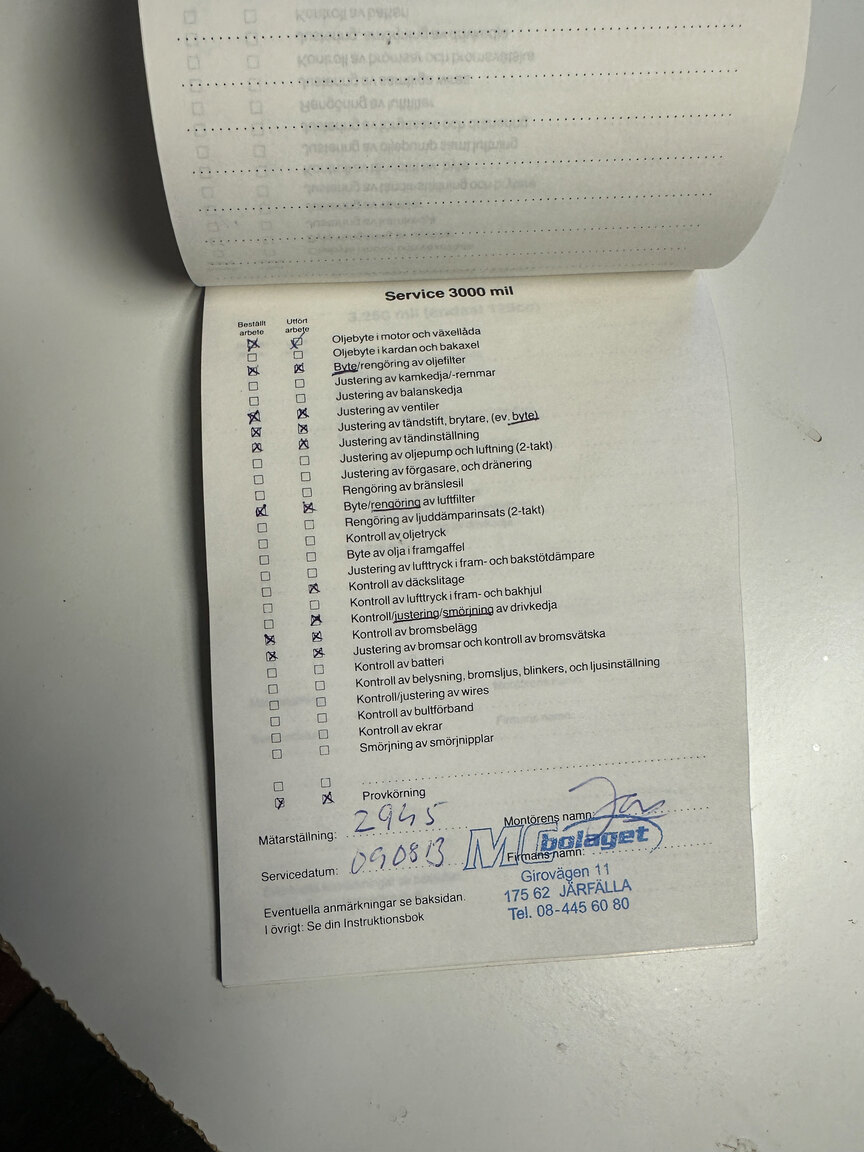 Service 3000 mil
Beställt arbete
Utfört arbete
Oljebyte i motor och växellåda
Oljebyte i kardan och bakaxel
Byte/rengöring av oljefilter
Justering av kamkedja/-remmar
Justering av balanskedja
Justering av ventiler
Justering av tändstift, brytare, (ev. byte)
Justering av tändinställning
Justering av oljepump och luftning (2-takt)
Justering av förgasare, och dränering
Rengöring av bränslesil
Byte/rengöring av luftfilter
Rengöring av ljuddämparinsats (2-takt)
Kontroll av oljetryck
Byte av olja i framgaffel
Justering av lufttryck i fram- och bakstötdämpare
Kontroll av däckslitage
Kontroll av lufttryck i fram- och bakhjul
Kontroll/justering/smörjning av drivkedja
Kontroll av bromsbelägg
Justering av bromsar och kontroll av bromsvätska
Kontroll av batteri
Kontroll av belysning, bromsljus, blinkers, och ljusinställning
Kontroll/justering av wires
Kontroll av bultförband
Kontroll av ekrar
Smörjning av smörjnipplar
Provkörning
Mätarställning: 2945
Montörens namn:
MC bolaget
Servicedatum: 090813
Firmans namn:
Girovägen 11
175 62 JÄRFÄLLA
Tel. 08-445 60 80
Eventuella anmärkningar se baksidan.
I övrigt: Se din Instruktionsbok